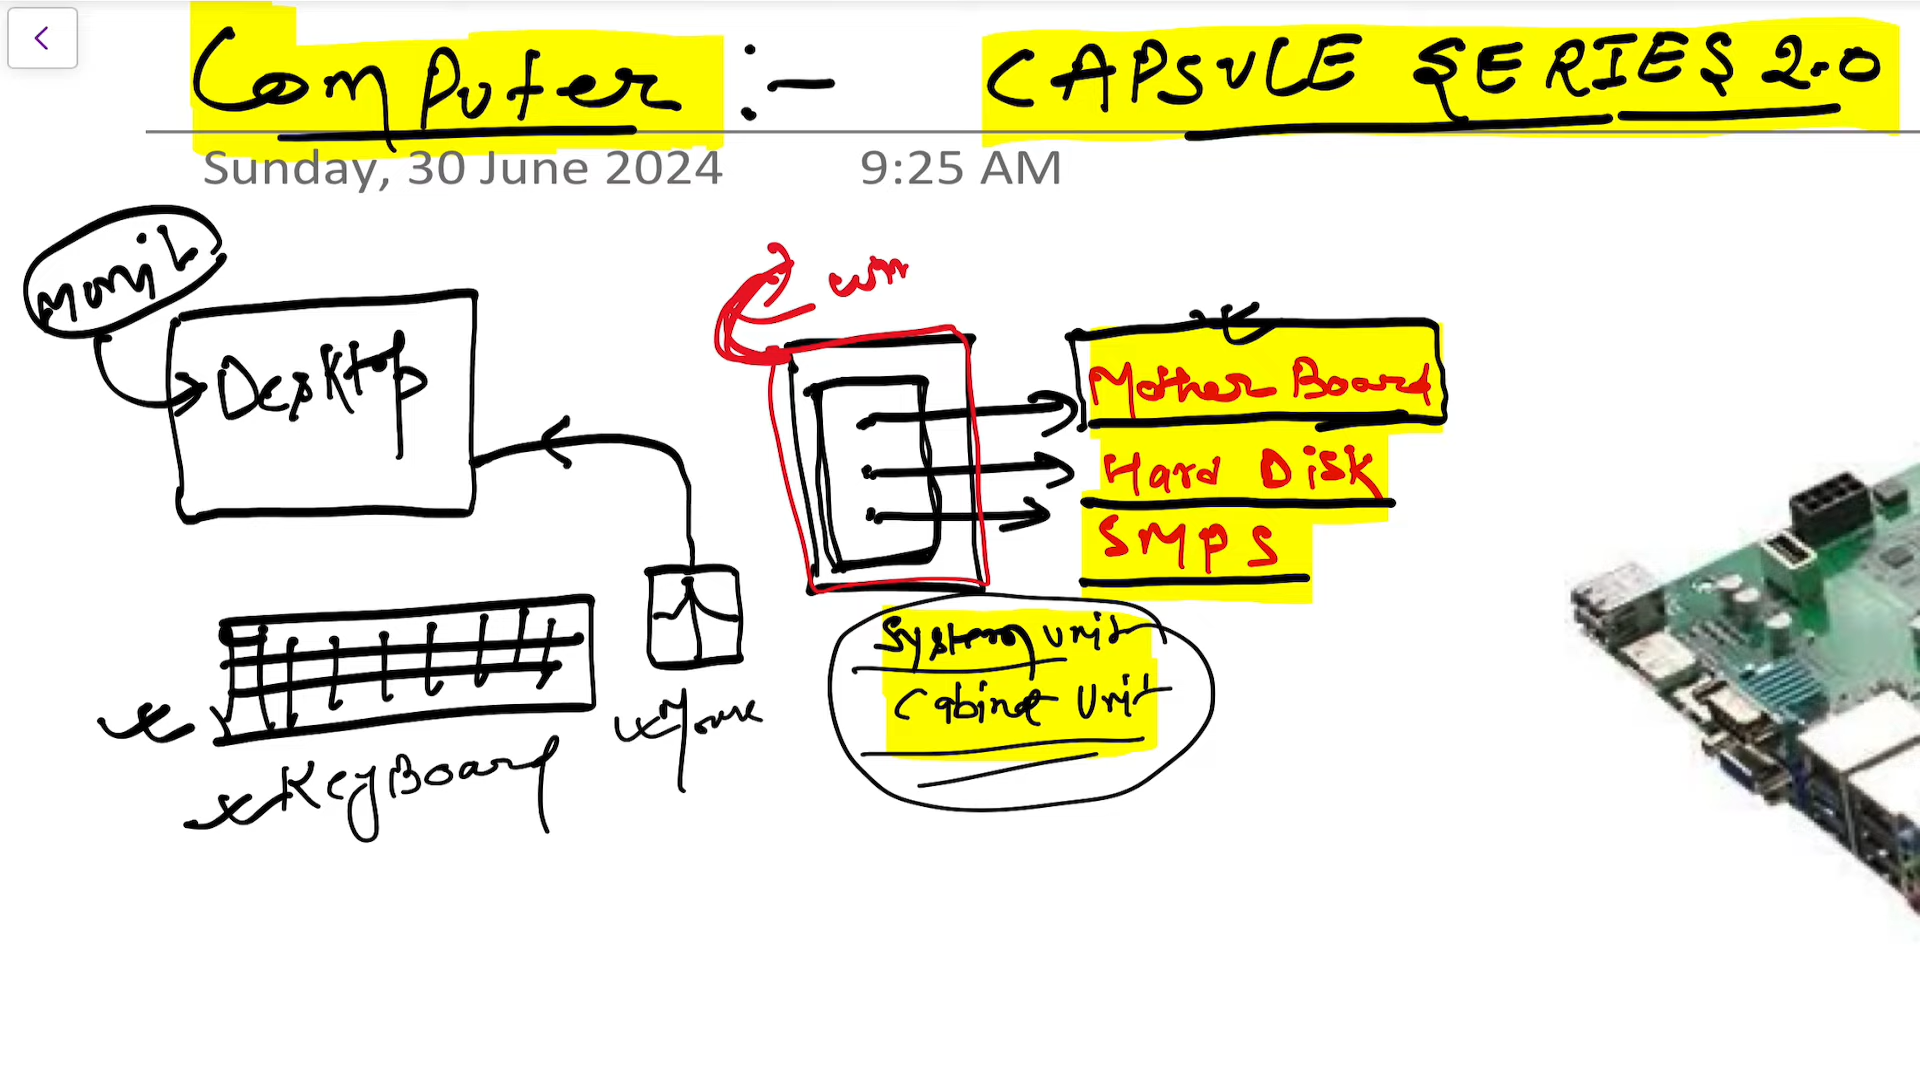 Computer :- CAPSULE SERIES 2.0
Sunday, 30 June 2024 9:25 AM
Desktop
Mother Board
Hard Disk
SMPS
System unit
Cabinet Unit
Mouse
KeyBoard